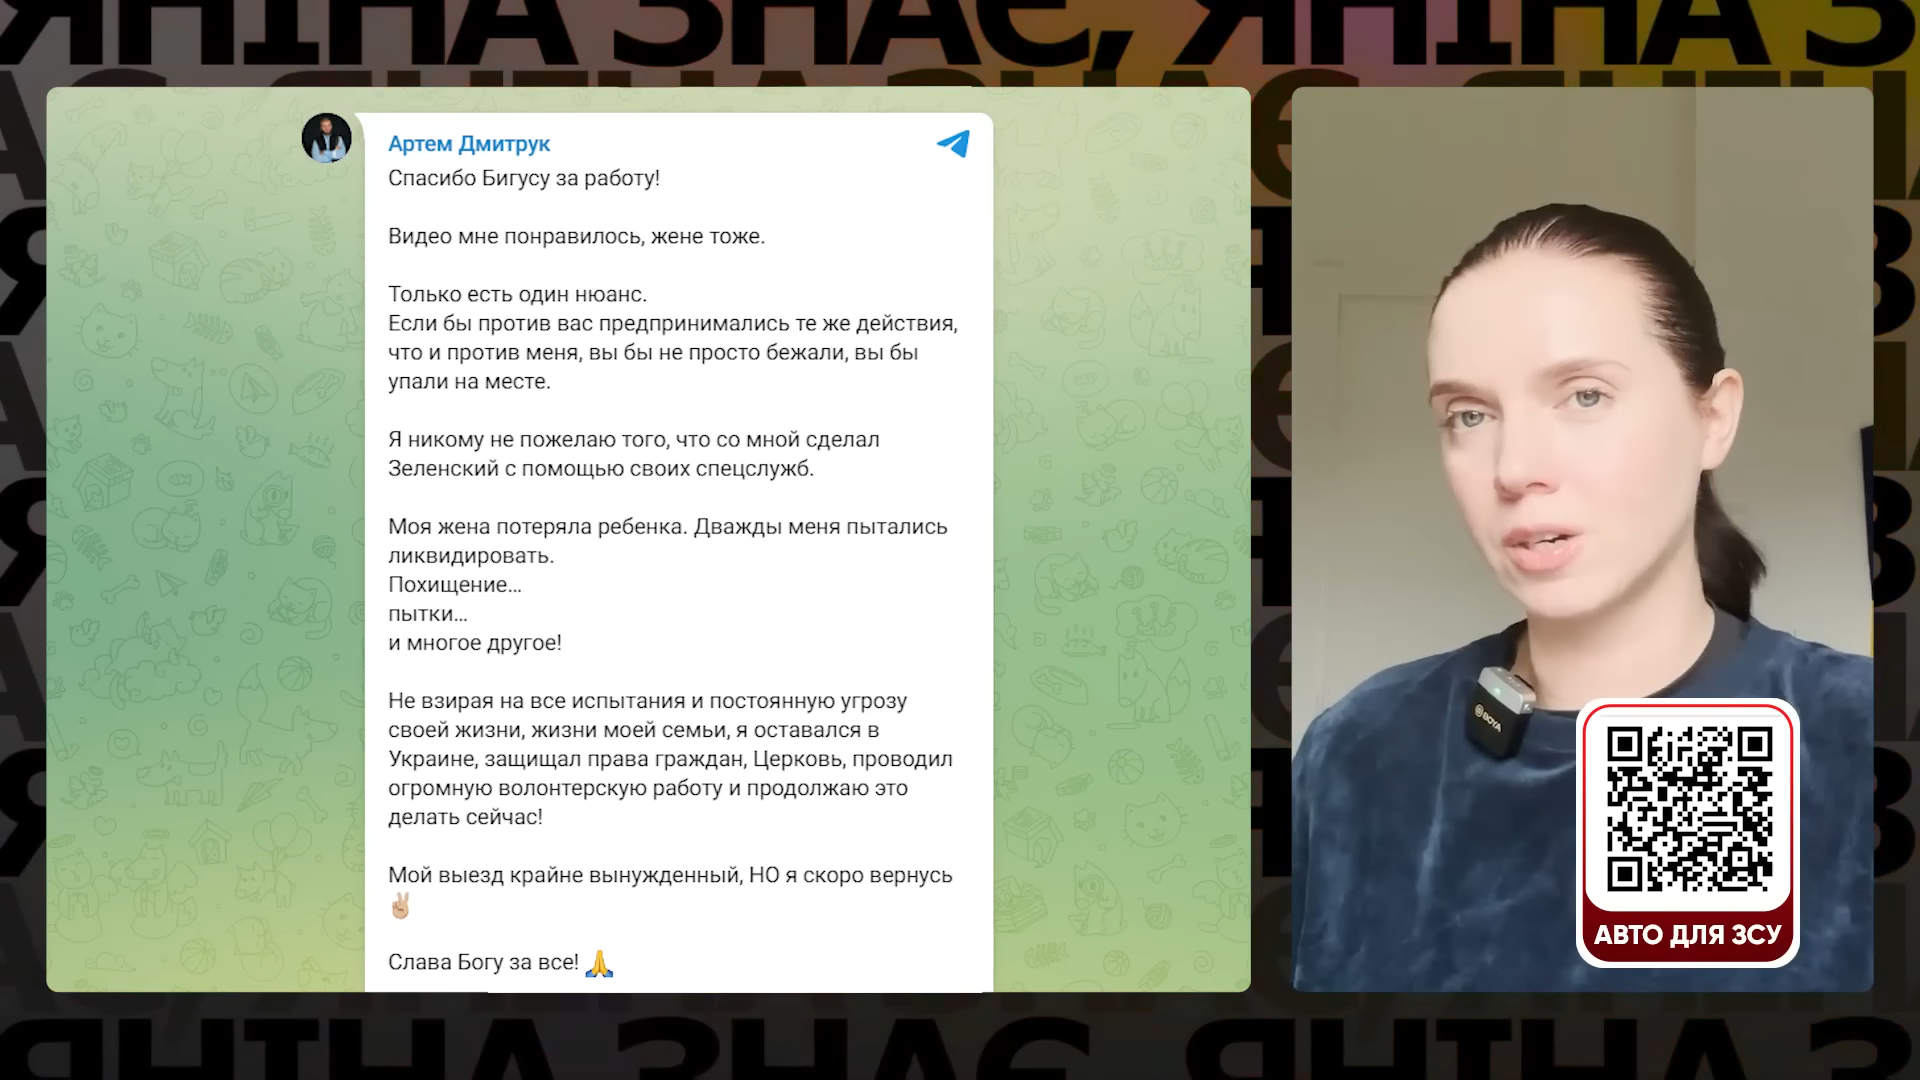 ЯНІНА ЗНАЄ, ЯНІНА З
Артем Дмитрук
Спасибо Бигусу за работу!
Видео мне понравилось, жене тоже.
Только есть один нюанс.
Если бы против вас предпринимались те же действия,
что и против меня, вы бы не просто бежали, вы бы
упали на месте.
Я никому не пожелаю того, что со мной сделал
Зеленский с помощью своих спецслужб.
Моя жена потеряла ребенка. Дважды меня пытались
ликвидировать.
Похищение…
пытки…
и многое другое!
Не взирая на все испытания и постоянную угрозу
своей жизни, жизни моей семьи, я оставался в
Украине, защищал права граждан, Церковь, проводил
огромную волонтерскую работу и продолжаю это
делать сейчас!
Мой выезд крайне вынужденный, НО я скоро вернусь
✌🏼
Слава Богу за все! 🙏
BOYA
АВТО ДЛЯ ЗСУ
ЯНІНА ЗНАЄ, ЯНІНА З